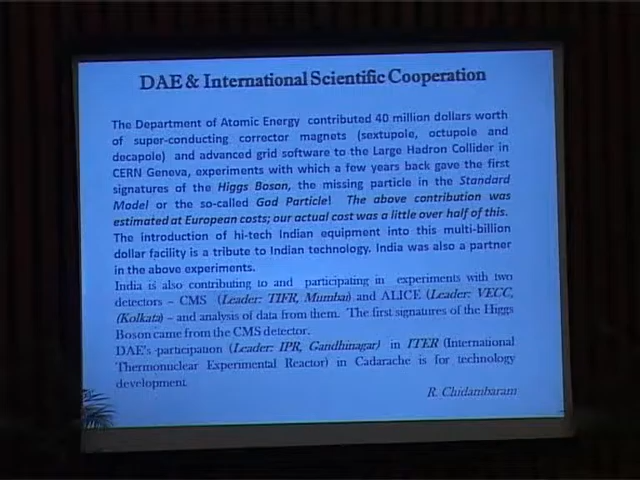 DAE & International Scientific Cooperation
The Department of Atomic Energy contributed 40 million dollars worth
of super-conducting corrector magnets (sextupole, octupole and
decapole) and advanced grid software to the Large Hadron Collider in
CERN Geneva, experiments with which a few years back gave the first
signatures of the Higgs Boson, the missing particle in the Standard
Model or the so-called God Particle! The above contribution was
estimated at European costs; our actual cost was a little over half of this.
The introduction of hi-tech Indian equipment into this multi-billion
dollar facility is a tribute to Indian technology. India was also a partner
in the above experiments.
India is also contributing to and participating in experiments with two
detectors – CMS (Leader: TIFR, Mumbai) and ALICE (Leader: VECC,
(Kolkata) – and analysis of data from them. The first signatures of the Higgs
Boson came from the CMS detector.
DAE's participation (Leader: IPR, Gandhinagar) in ITER (International
Thermonuclear Experimental Reactor) in Cadarache is for technology
development
R. Chidambaram